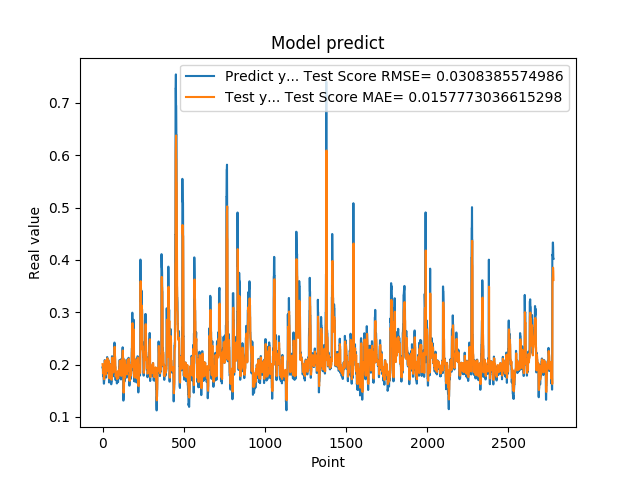 Model predict
Predict y... Test Score RMSE= 0.0308385574986
Test y... Test Score MAE= 0.0157773036615298
Real value
0.7
0.6
0.5
0.4
0.3
0.2
0.1
0
500
1000
1500
2000
2500
Point